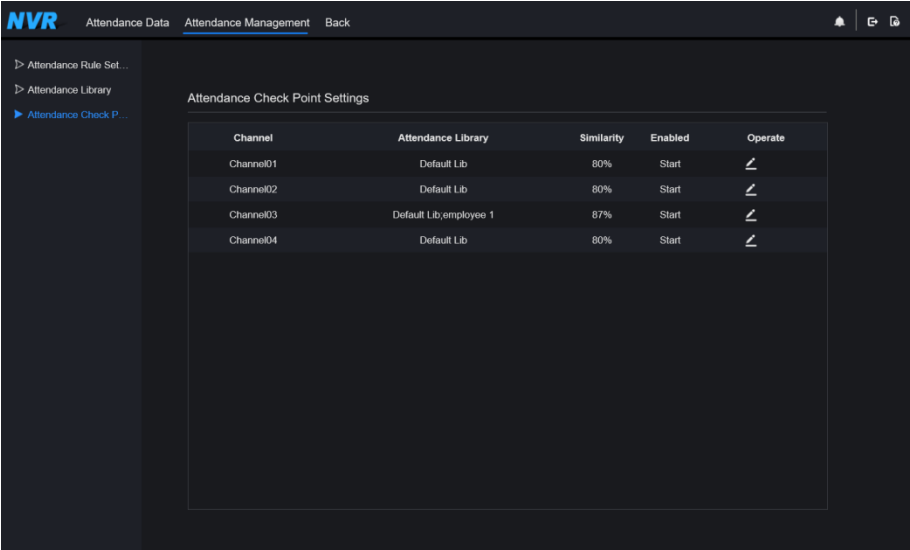 NVR Attendance Data Attendance Management Back
Attendance Rule Set...
Attendance Library
Attendance Check P...
Attendance Check Point Settings
Channel Attendance Library Similarity Enabled Operate
Channel01 Default Lib 80% Start
Channel02 Default Lib 80% Start
Channel03 Default Lib;employee 1 87% Start
Channel04 Default Lib 80% Start